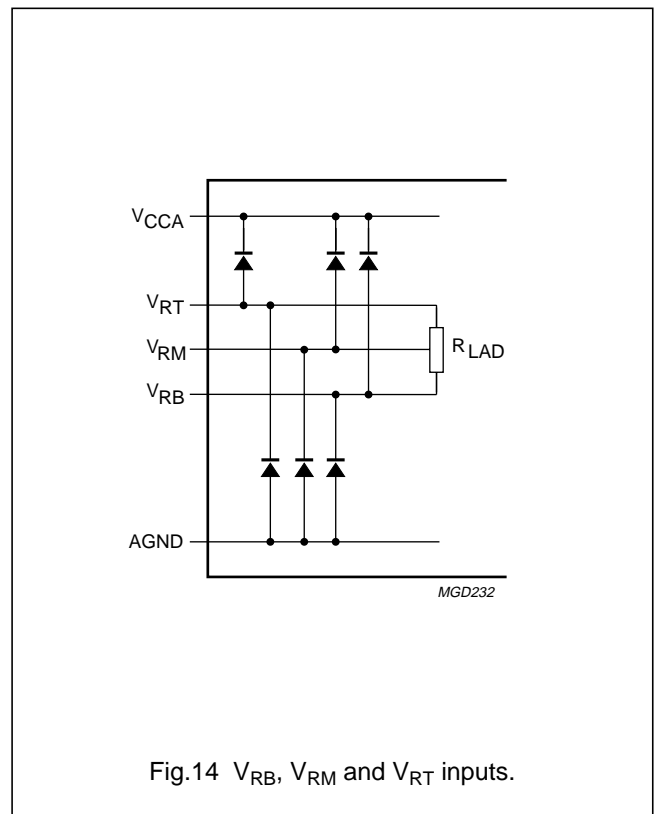 VCCA
VRT
VRM
RLAD
VRB
AGND
MGD232
Fig.14 VRB, VRM and VRT inputs.